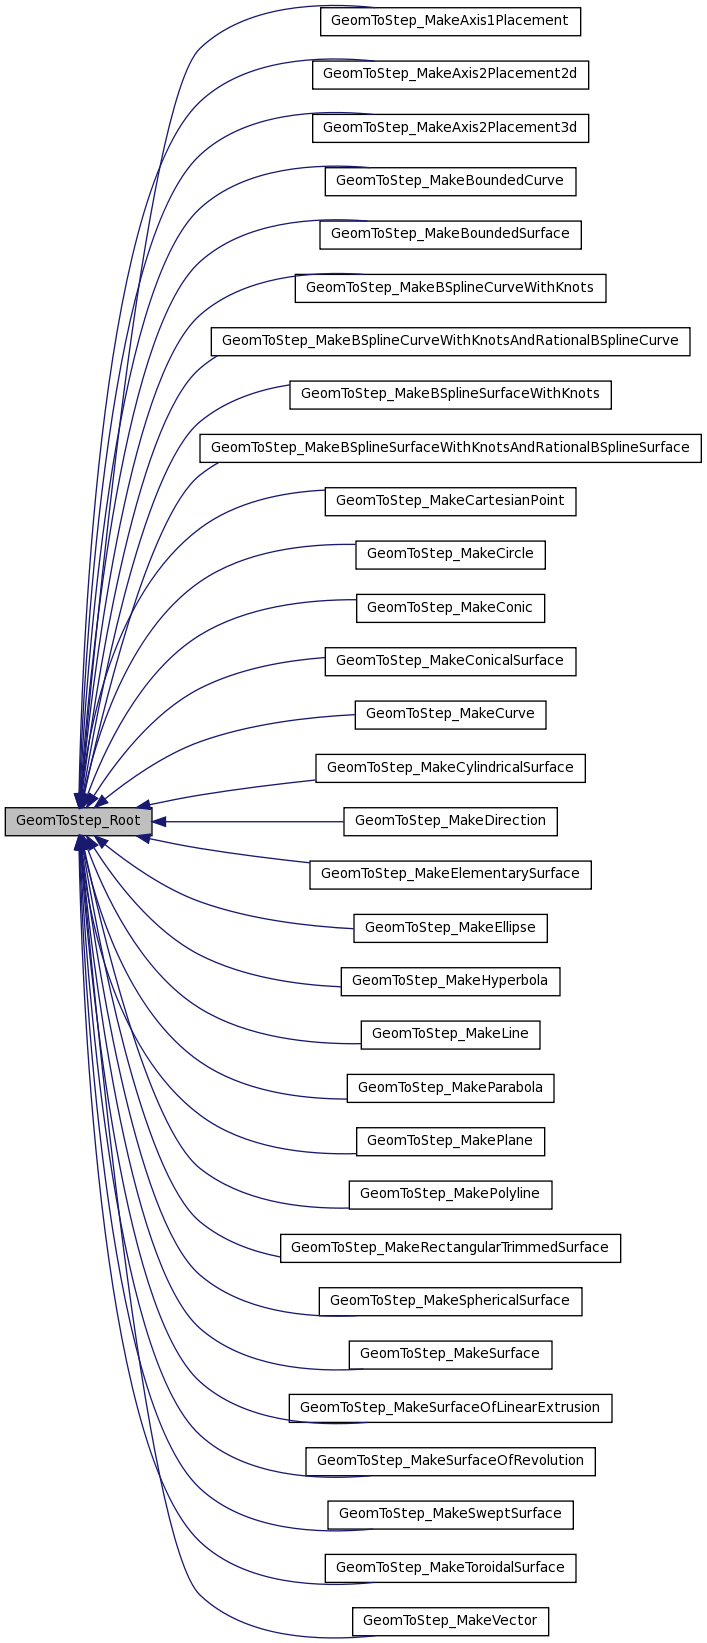 GeomToStep_MakeAxis1Placement
GeomToStep_MakeAxis2Placement2d
GeomToStep_MakeAxis2Placement3d
GeomToStep_MakeBoundedCurve
GeomToStep_MakeBoundedSurface
GeomToStep_MakeBSplineCurveWithKnots
GeomToStep_MakeBSplineCurveWithKnotsAndRationalBSplineCurve
GeomToStep_MakeBSplineSurfaceWithKnots
GeomToStep_MakeBSplineSurfaceWithKnotsAndRationalBSplineSurface
GeomToStep_MakeCartesianPoint
GeomToStep_MakeCircle
GeomToStep_MakeConic
GeomToStep_MakeConicalSurface
GeomToStep_MakeCurve
GeomToStep_MakeCylindricalSurface
GeomToStep_Root
GeomToStep_MakeDirection
GeomToStep_MakeElementarySurface
GeomToStep_MakeEllipse
GeomToStep_MakeHyperbola
GeomToStep_MakeLine
GeomToStep_MakeParabola
GeomToStep_MakePlane
GeomToStep_MakePolyline
GeomToStep_MakeRectangularTrimmedSurface
GeomToStep_MakeSphericalSurface
GeomToStep_MakeSurface
GeomToStep_MakeSurfaceOfLinearExtrusion
GeomToStep_MakeSurfaceOfRevolution
GeomToStep_MakeSweptSurface
GeomToStep_MakeToroidalSurface
GeomToStep_MakeVector